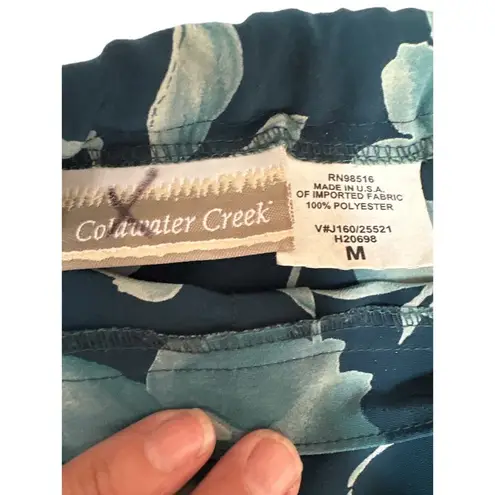 Coldwater Creek
RN98516
MADE IN U.S.A.
OF IMPORTED FABRIC
100% POLYESTER
V#J160/25521
H20698
M